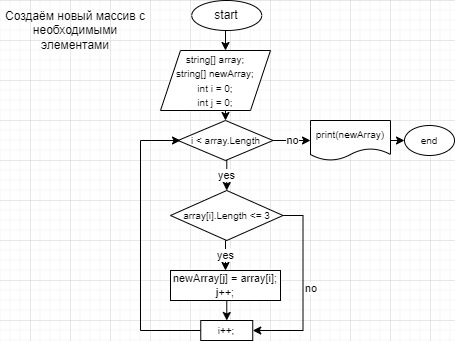 Создаём новый массив с
необходимыми
элементами
start
string[] array;
string[] newArray;
int i = 0;
int j = 0;
i < array.Length
no
print(newArray)
end
yes
array[i].Length <= 3
yes
no
newArray[j] = array[i];
j++;
i++;